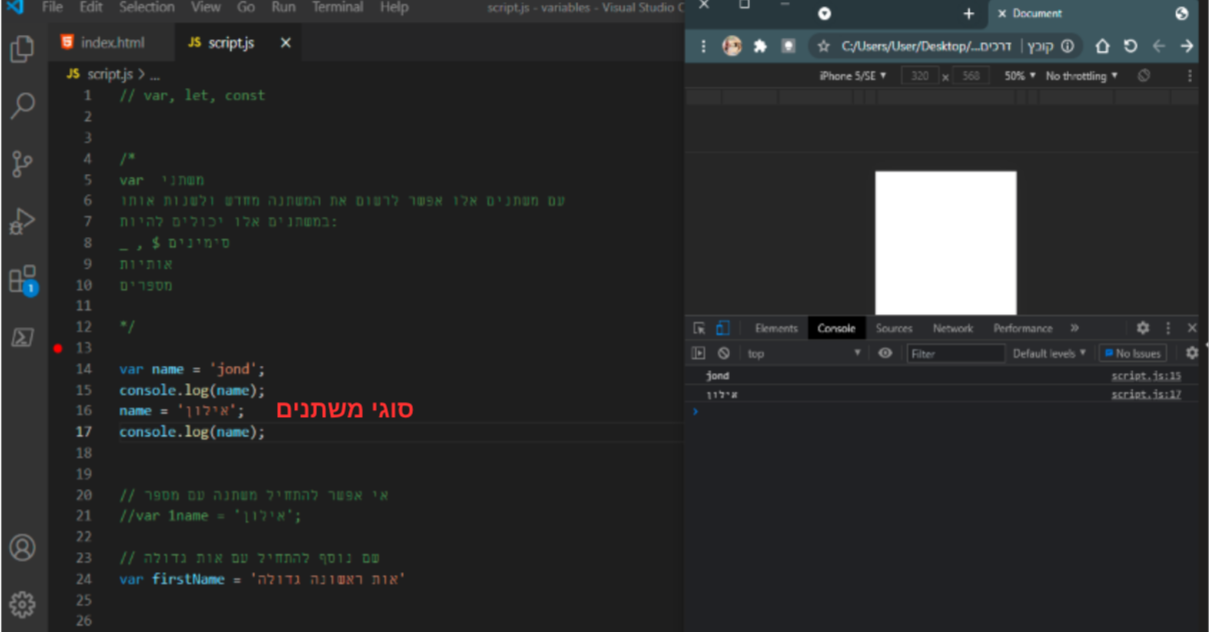 File Edit Selection View Go Run Terminal Help script.js - variables - Visual Studio C
index.html JS script.js ×
JS script.js > ...
1 // var, let, const
2
3
4 /*
5 var משתני
6 עם משתנים אלו אפשר לרשום את המשתנה מחדש ולשנות אותו
7 במשתנים אלו יכולים להיות:
8 סימינים $ , _
9 אותיות
10 מספרים
11
12 */
13
14 var name = 'jond';
15 console.log(name);
16 name = 'אילון';
סוגי משתנים
17 console.log(name);
18
19
20 // אי אפשר להתחיל משתנה עם מספר
21 //var 1name = 'אילון';
22
23 // שם נוסף להתחיל עם אות גדולה
24 var firstName = 'אות ראשונה גדולה'
25
26
1
Document
C:/Users/User/Desktop/...דרכים | קובץ
iPhone 5/SE 320 x 568 50% No throttling
Elements Console Sources Network Performance »
top Filter Default levels No Issues
jond script.js:15
אילון script.js:17